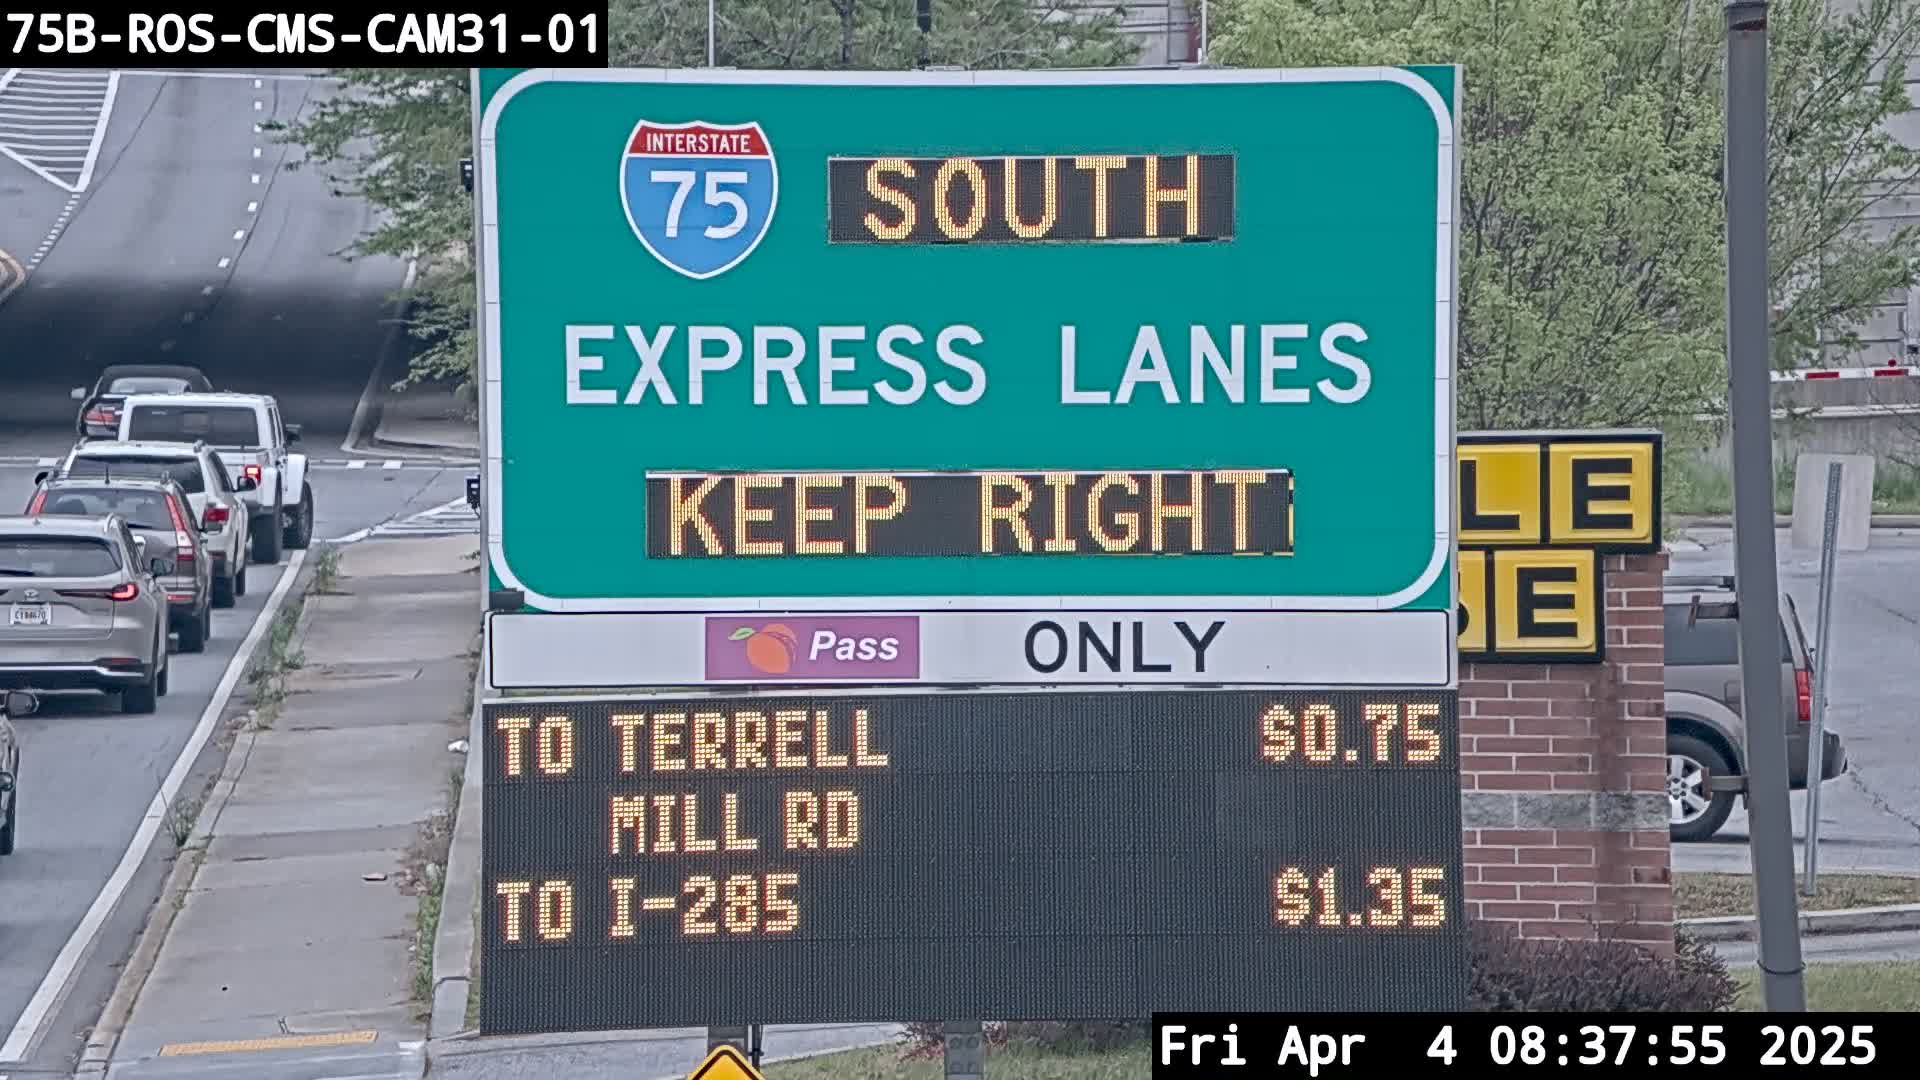 75B-ROS-CMS-CAM31-01
INTERSTATE
75
SOUTH
EXPRESS LANES
KEEP RIGHT
Pass ONLY
TO TERRELL $0.75
MILL RD
TO I-285 $1.35
LE
E
Fri Apr 4 08:37:55 2025